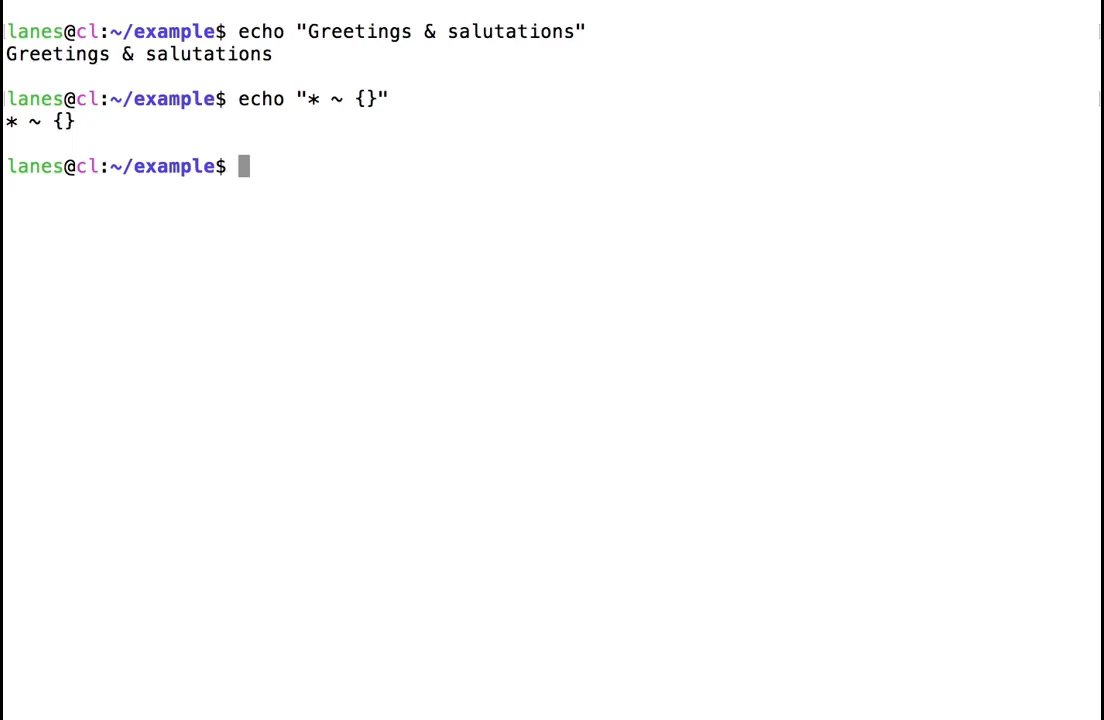 lanes@cl:~/example$ echo "Greetings & salutations"
Greetings & salutations
lanes@cl:~/example$ echo "* ~ {}"
* ~ {}
lanes@cl:~/example$